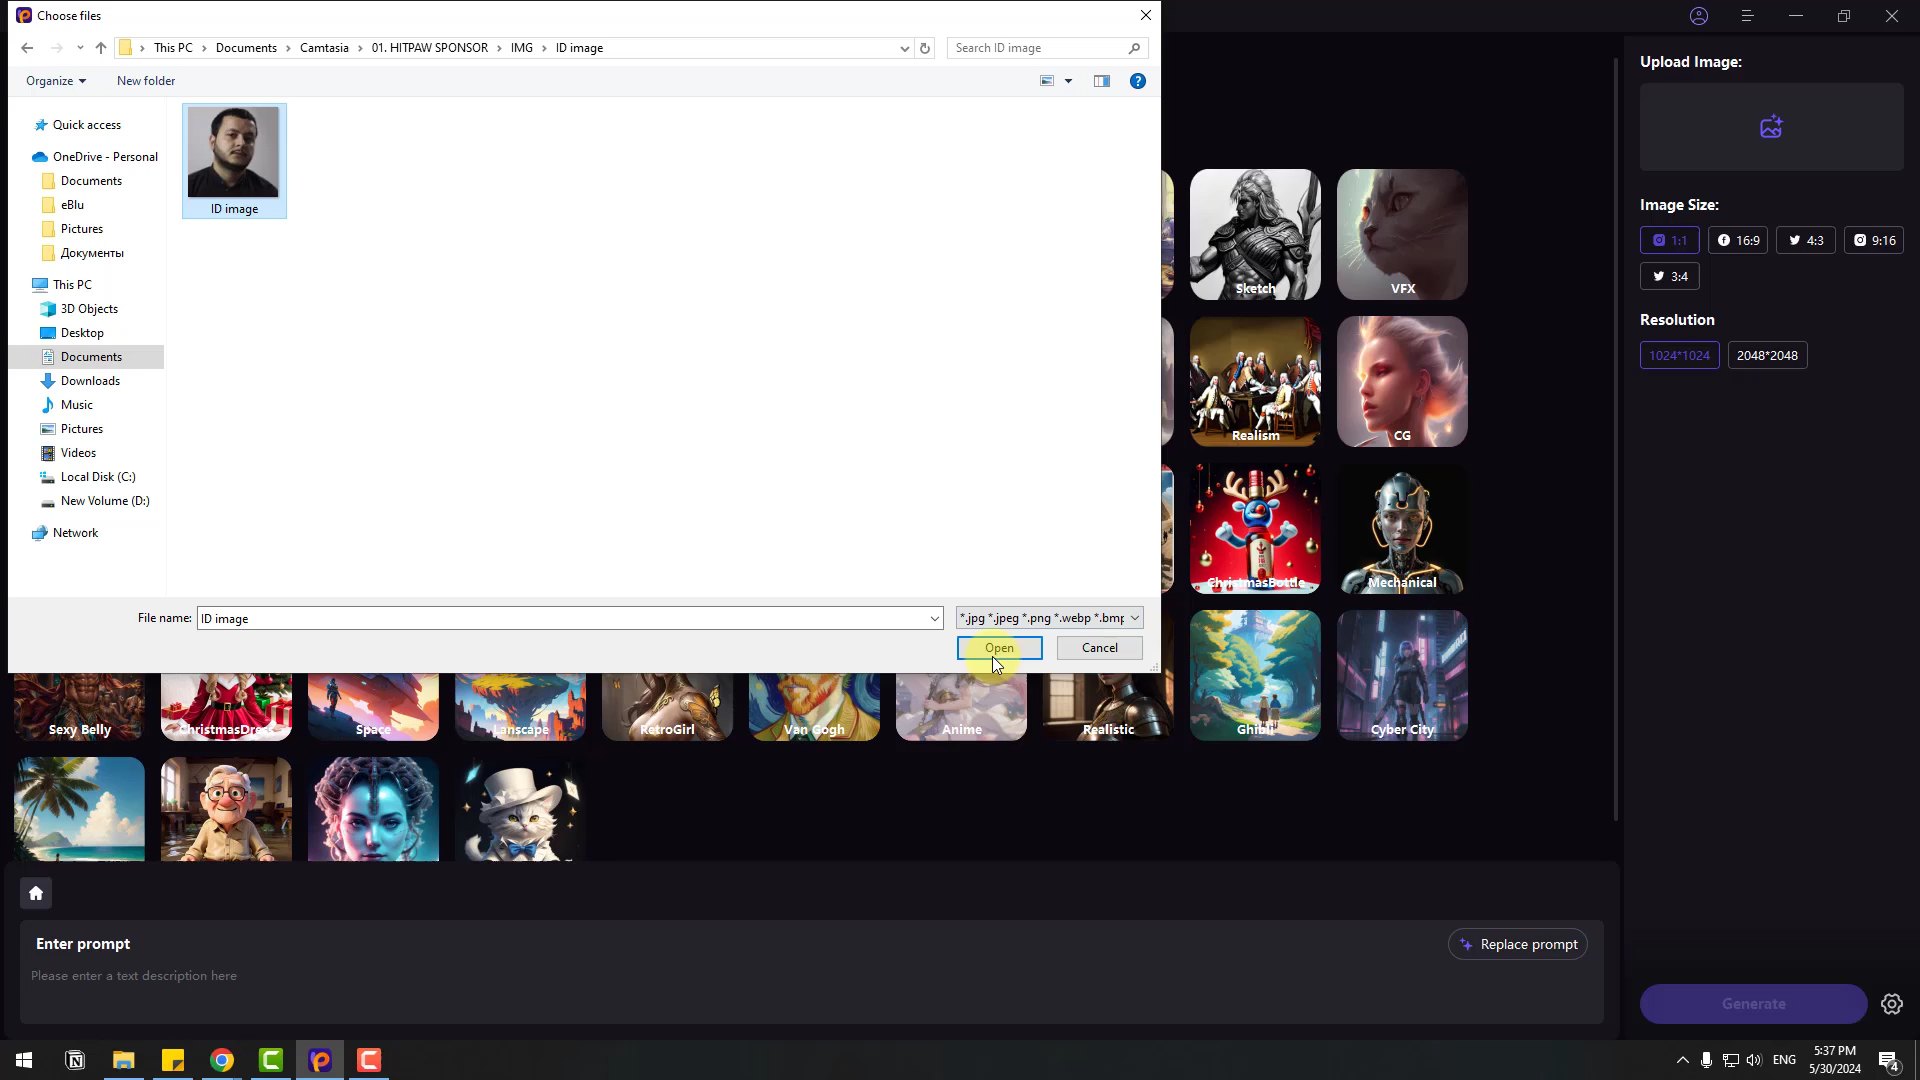 Choose files
This PC > Documents > Camtasia > 01. HITPAW SPONSOR > IMG > ID image
Search ID image
Organize
New folder
Quick access
OneDrive - Personal
Documents
eBlu
Pictures
Документы
This PC
3D Objects
Desktop
Documents
Downloads
Music
Pictures
Videos
Local Disk (C:)
New Volume (D:)
Network
ID image
File name: ID image
*.jpg *.jpeg *.png *.webp *.bmp
Open
Cancel
Upload Image:
Image Size:
1:1
16:9
4:3
9:16
3:4
Resolution
1024*1024
2048*2048
Sketch
VFX
Realism
CG
ChristmasBottle
Mechanical
Sexy Belly
ChristmasDress
Space
Lanscape
RetroGirl
Van Gogh
Anime
Realistic
Ghibli
Cyber City
Enter prompt
Replace prompt
Please enter a text description here
Generate
ENG
5:37 PM
5/30/2024
4